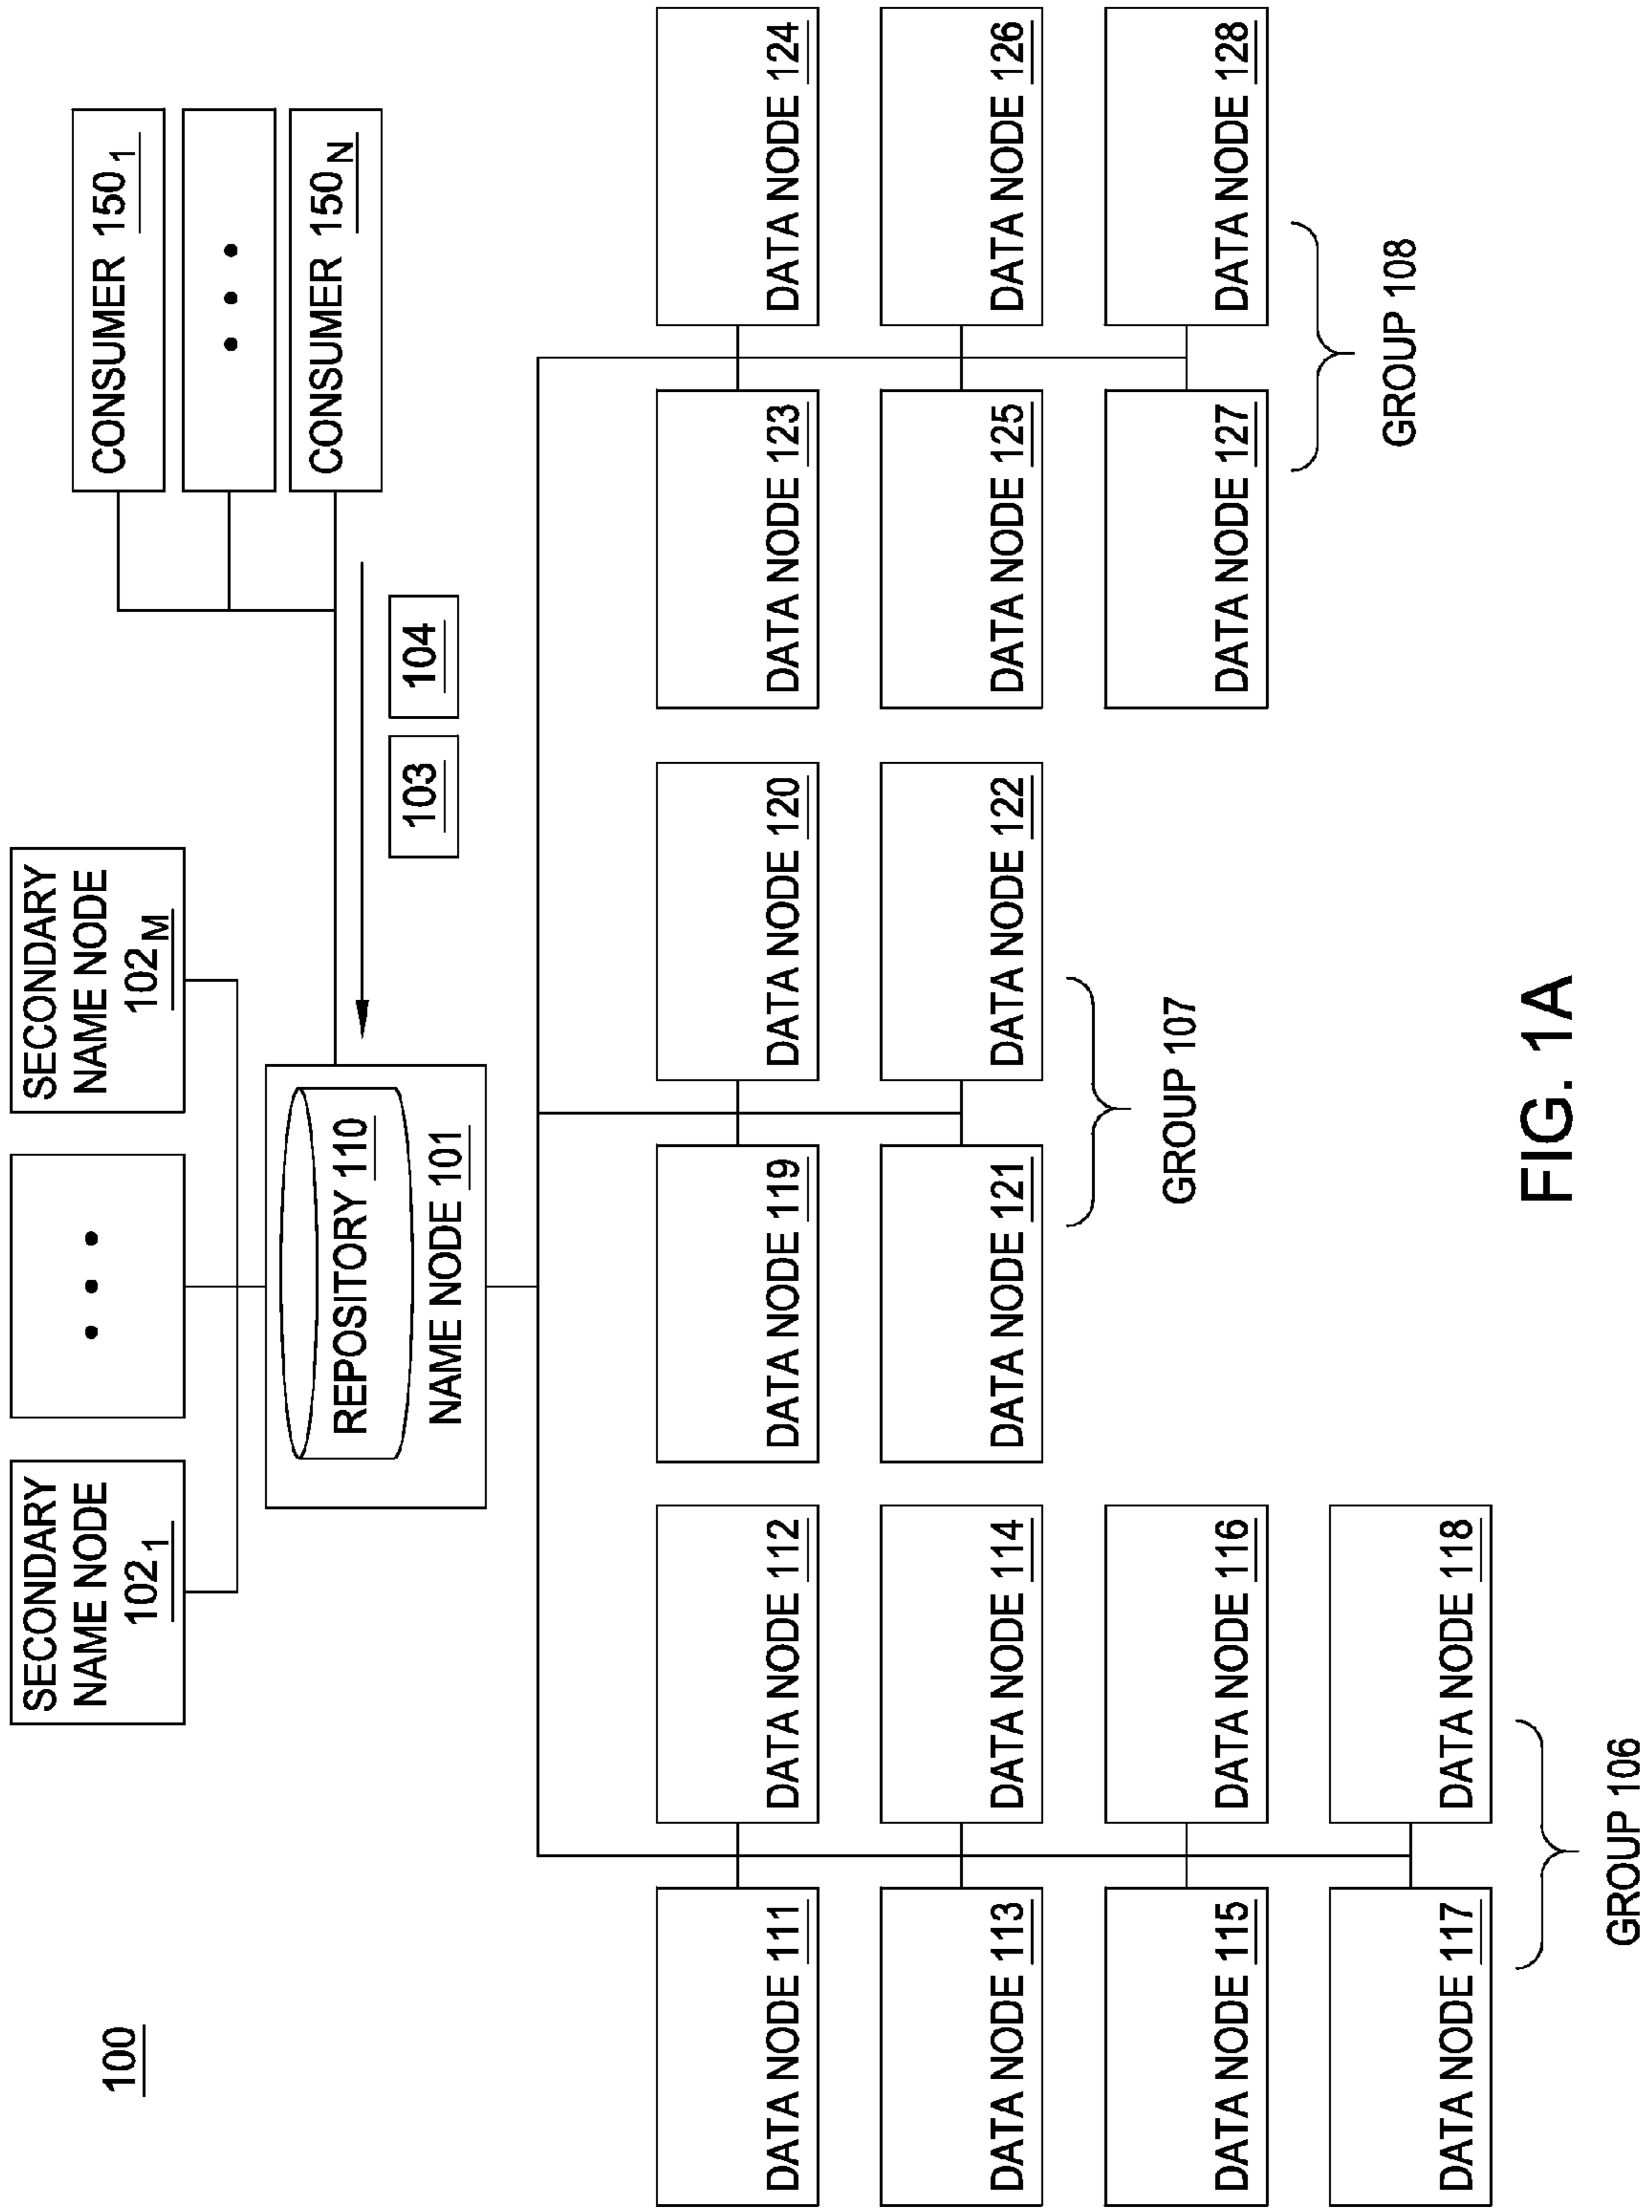 100
SECONDARY
NAME NODE
102₁
• • •
SECONDARY
NAME NODE
102M
CONSUMER 150₁
• • •
CONSUMER 150N
REPOSITORY 110
NAME NODE 101
103
104
DATA NODE 111
DATA NODE 112
DATA NODE 113
DATA NODE 114
DATA NODE 115
DATA NODE 116
DATA NODE 117
DATA NODE 118
GROUP 106
DATA NODE 119
DATA NODE 120
DATA NODE 121
DATA NODE 122
GROUP 107
DATA NODE 123
DATA NODE 124
DATA NODE 125
DATA NODE 126
DATA NODE 127
DATA NODE 128
GROUP 108
FIG. 1A